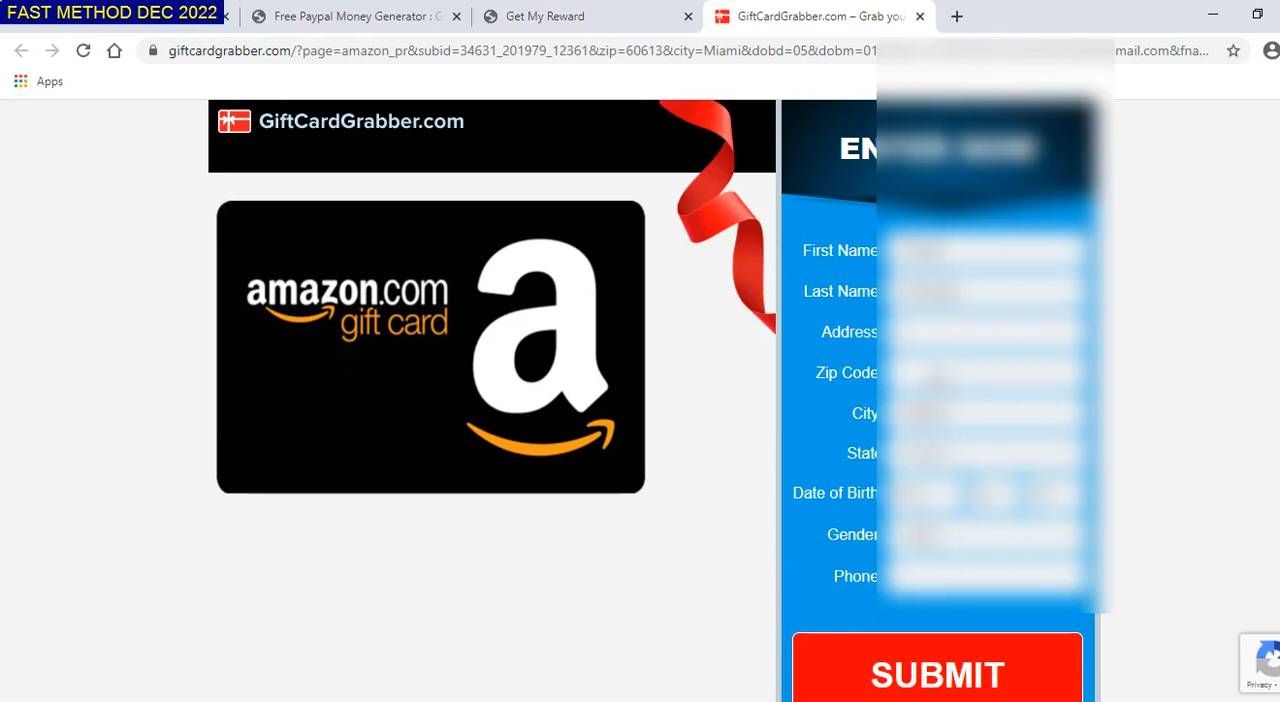 FAST METHOD DEC 2022
Free Paypal Money Generator : G
Get My Reward
GiftCardGrabber.com – Grab you
giftcardgrabber.com/?page=amazon_pr&subid=34631_201979_12361&zip=60613&city=Miami&dobd=05&dobm=01
mail.com&fna...
Apps
GiftCardGrabber.com
amazon.com
gift card
a
ENTER NOW
First Name
Last Name
Address
Zip Code
City
State
Date of Birth
Gender
Phone
SUBMIT
Privacy -